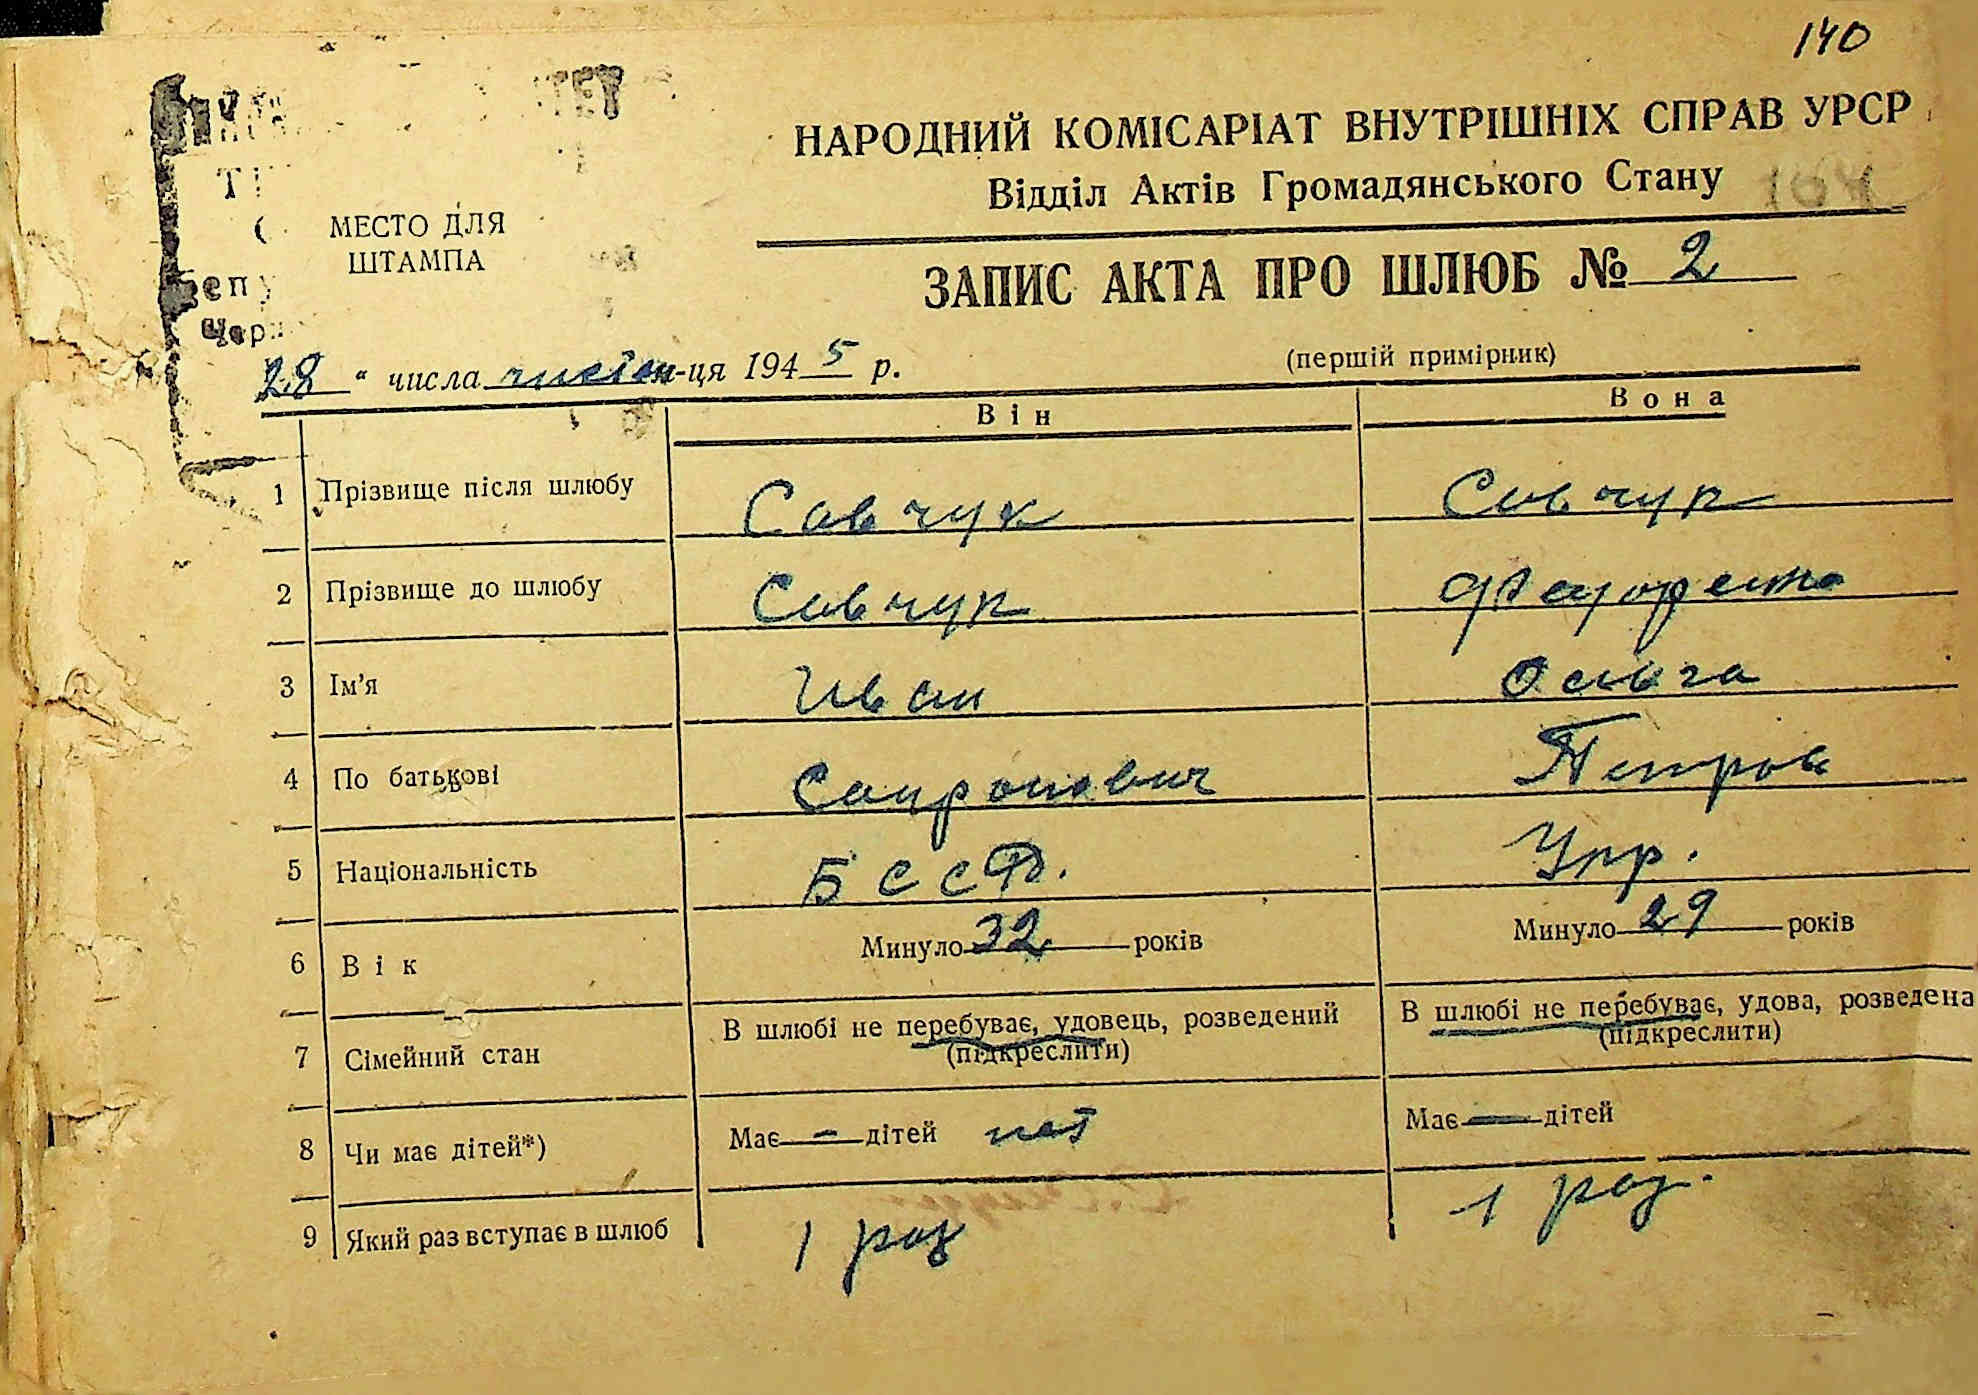 140
НАРОДНИЙ КОМІСАРІАТ ВНУТРІШНІХ СПРАВ УРСР
Відділ Актів Громадянського Стану
МЕСТО ДЛЯ
ШТАМПА
ЗАПИС АКТА ПРО ШЛЮБ № 2
28 " числа -ця 1945 р.
(першій примірник)
Він Вона
1 Прізвище після шлюбу Савчук Савчук
2 Прізвище до шлюбу Савчук
3 Ім'я Иван Ольга
4 По батькові Петров
5 Національність БССР. Укр.
6 Вік Минуло 32 років Минуло 29 років
7 Сімейний стан В шлюбі не перебуває, удовець, розведений (підкреслити) В шлюбі не перебуває, удова, розведена (підкреслити)
8 Чи має дітей*) Має — дітей нет Має — дітей
9 Який раз вступає в шлюб 1 раз 1 раз.